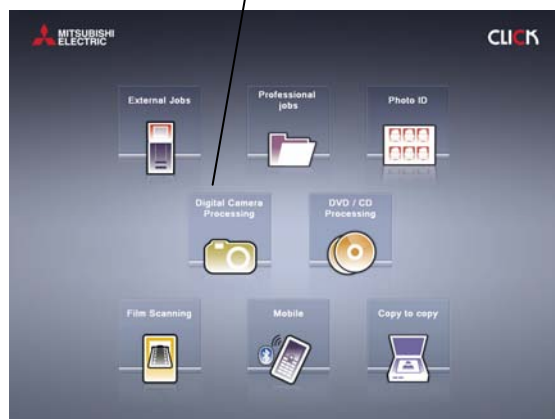 MITSUBISHI
ELECTRIC
CLICK
External Jobs
Professional
jobs
Photo ID
Digital Camera
Processing
DVD / CD
Processing
Film Scanning
Mobile
Copy to copy